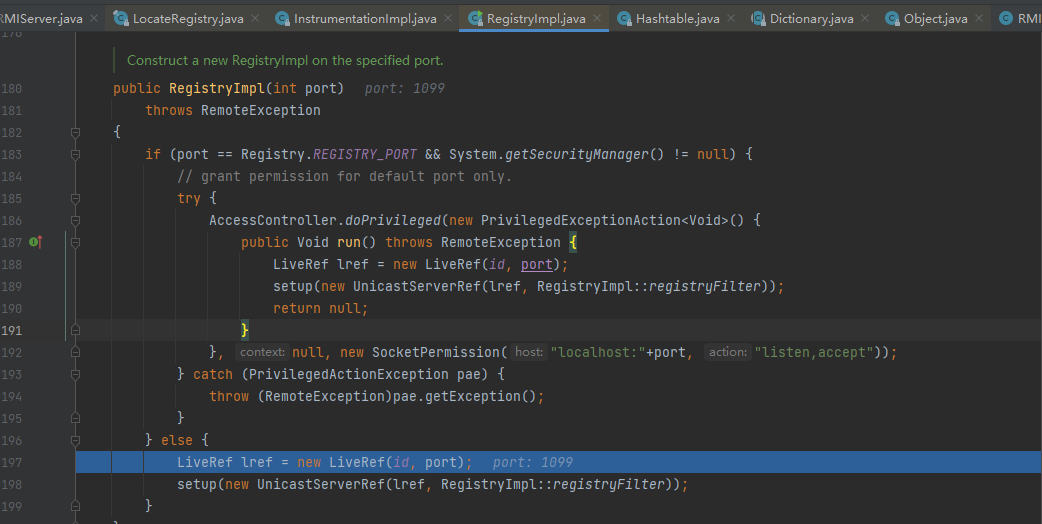 RMIServer.java × LocateRegistry.java × InstrumentationImpl.java × RegistryImpl.java × Hashtable.java × Dictionary.java × Object.java × RMI
Construct a new RegistryImpl on the specified port.
180 public RegistryImpl(int port) port: 1099
181 throws RemoteException
182 {
183 if (port == Registry.REGISTRY_PORT && System.getSecurityManager() != null) {
184 // grant permission for default port only.
185 try {
186 AccessController.doPrivileged(new PrivilegedExceptionAction<Void>() {
187 public Void run() throws RemoteException {
188 LiveRef lref = new LiveRef(id, port);
189 setup(new UnicastServerRef(lref, RegistryImpl::registryFilter));
190 return null;
191 }
192 }, context: null, new SocketPermission( host: "localhost:"+port, action: "listen,accept"));
193 } catch (PrivilegedActionException pae) {
194 throw (RemoteException)pae.getException();
195 }
196 } else {
197 LiveRef lref = new LiveRef(id, port); port: 1099
198 setup(new UnicastServerRef(lref, RegistryImpl::registryFilter));
199 }